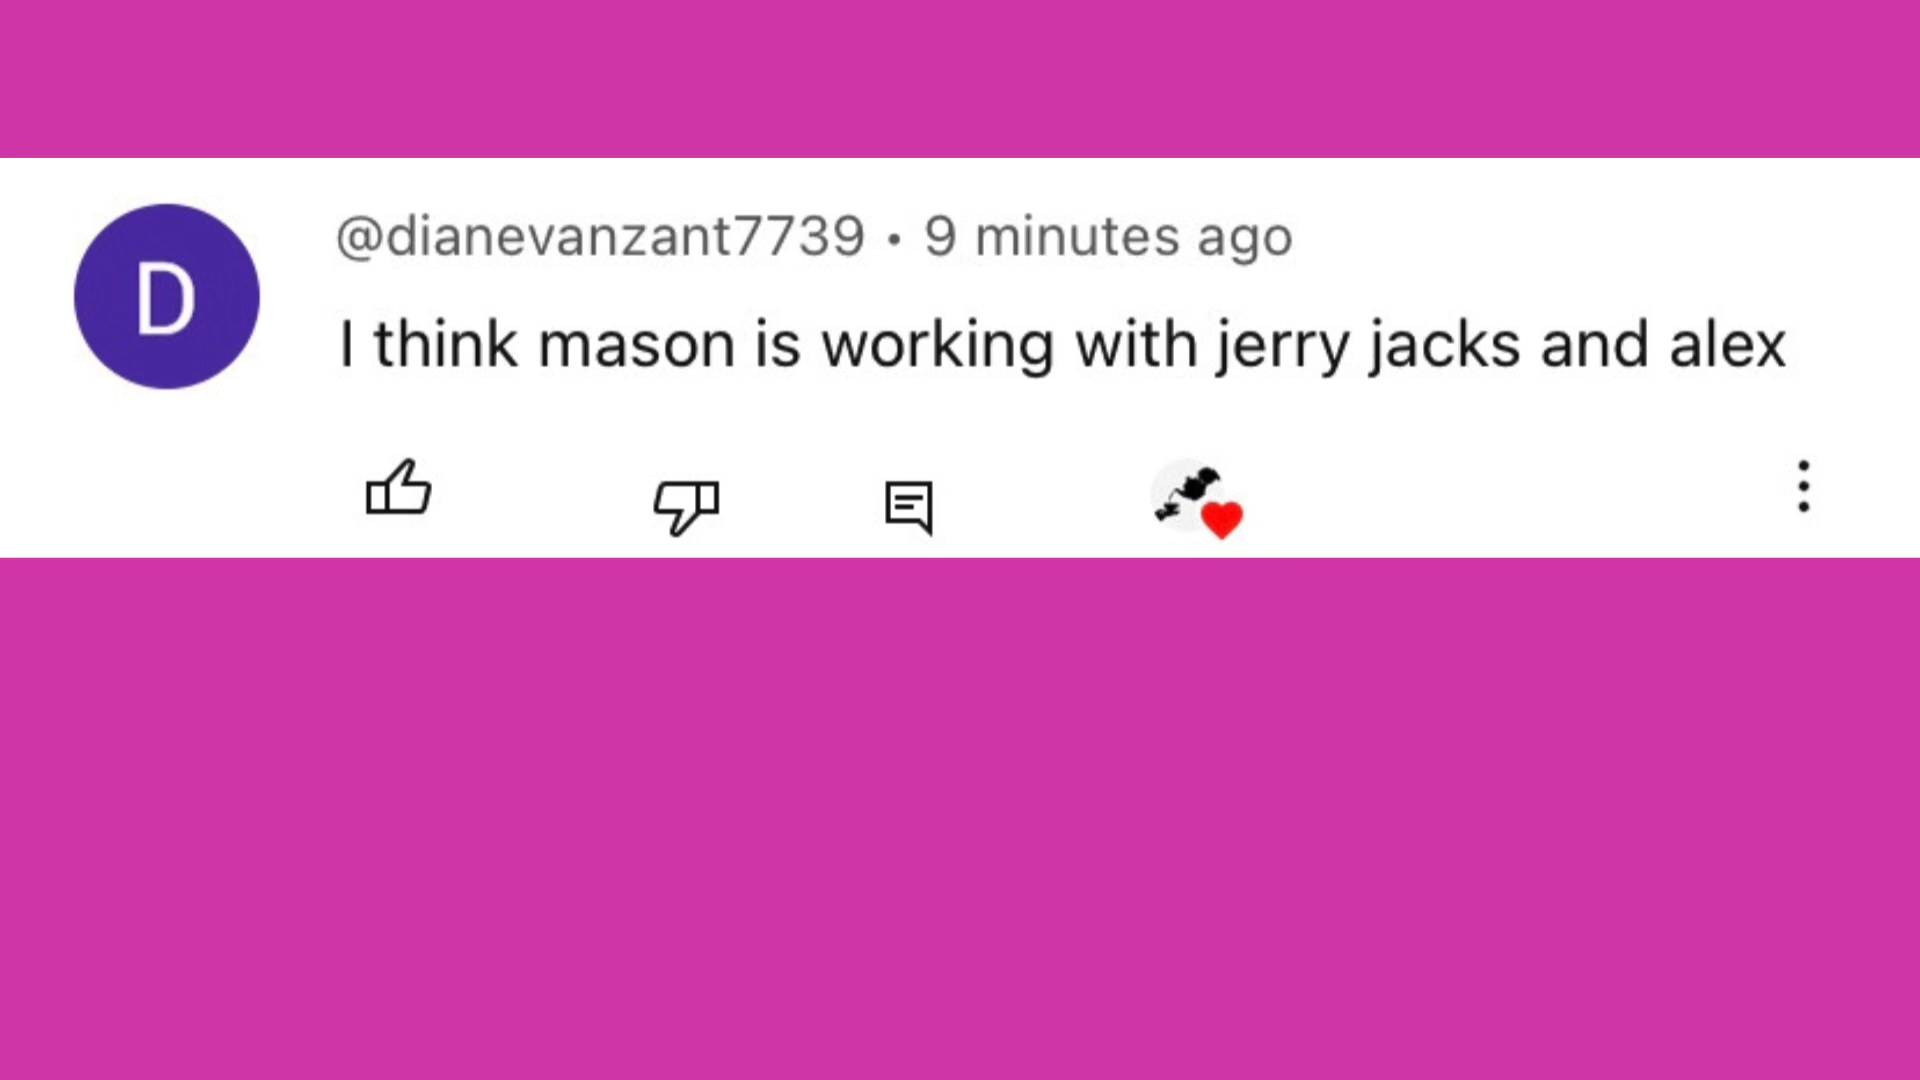 D
@dianevanzant7739 • 9 minutes ago
I think mason is working with jerry jacks and alex